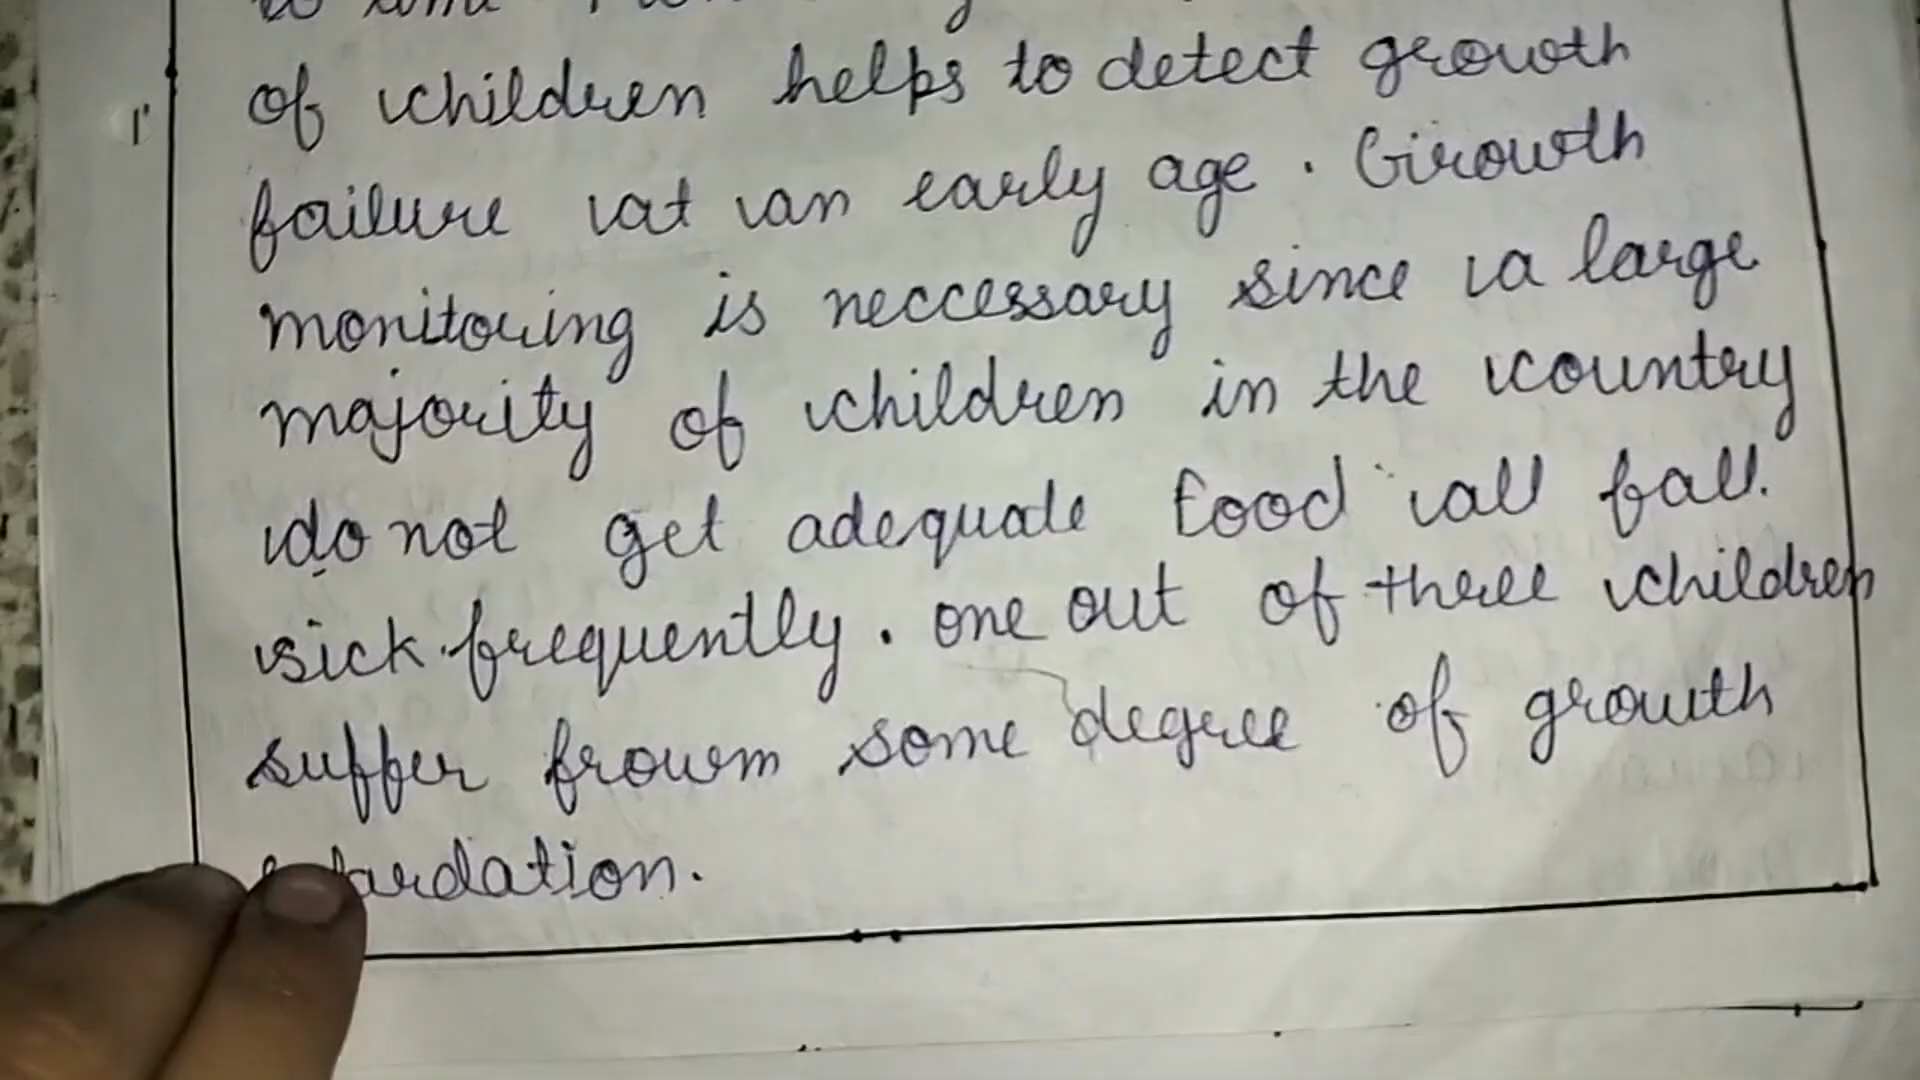 of children helps to detect growth
failure at an early age. Growth
monitoring is neccessary since a large
majority of children in the country
do not get adequate food all fall.
sick frequently. one out of three children
suffer frowm some degree of growth
retardation.